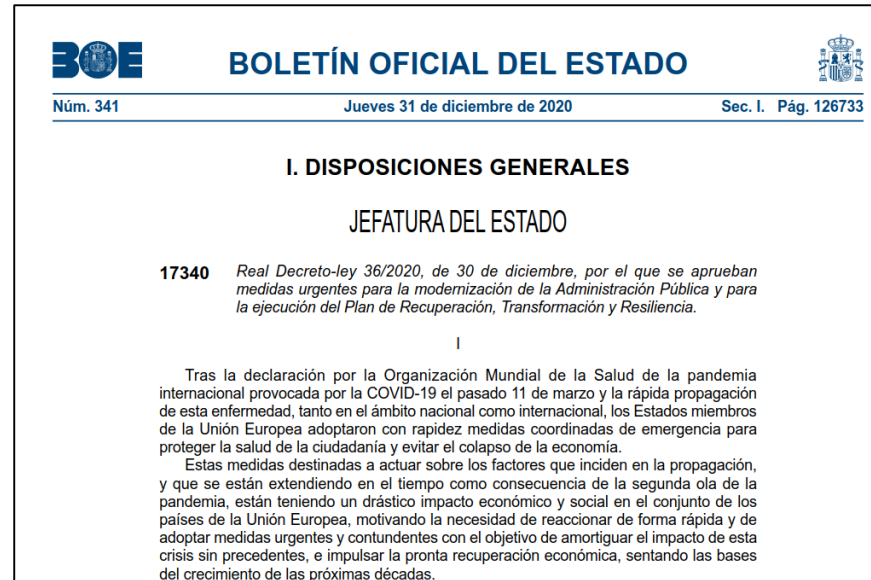 BOE
BOLETÍN OFICIAL DEL ESTADO
Núm. 341 Jueves 31 de diciembre de 2020 Sec. I. Pág. 126733
I. DISPOSICIONES GENERALES
JEFATURA DEL ESTADO
17340 Real Decreto-ley 36/2020, de 30 de diciembre, por el que se aprueban
medidas urgentes para la modernización de la Administración Pública y para
la ejecución del Plan de Recuperación, Transformación y Resiliencia.
I
Tras la declaración por la Organización Mundial de la Salud de la pandemia
internacional provocada por la COVID-19 el pasado 11 de marzo y la rápida propagación
de esta enfermedad, tanto en el ámbito nacional como internacional, los Estados miembros
de la Unión Europea adoptaron con rapidez medidas coordinadas de emergencia para
proteger la salud de la ciudadanía y evitar el colapso de la economía.
Estas medidas destinadas a actuar sobre los factores que inciden en la propagación,
y que se están extendiendo en el tiempo como consecuencia de la segunda ola de la
pandemia, están teniendo un drástico impacto económico y social en el conjunto de los
países de la Unión Europea, motivando la necesidad de reaccionar de forma rápida y de
adoptar medidas urgentes y contundentes con el objetivo de amortiguar el impacto de esta
crisis sin precedentes, e impulsar la pronta recuperación económica, sentando las bases
del crecimiento de las próximas décadas.